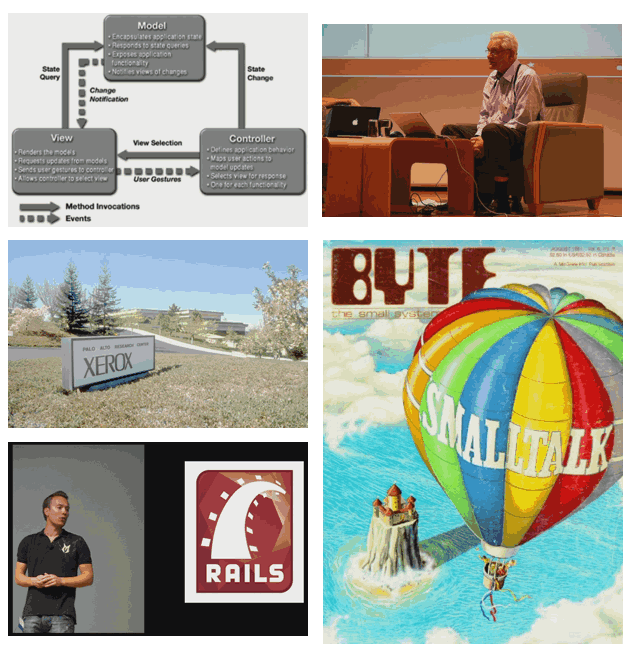 Model
• Encapsulates application state
• Responds to state queries
• Exposes application
functionality
• Notifies views of changes
State
Query
Change
Notification
State
Change
View
• Renders the models
• Requests updates from models
• Sends user gestures to controller
• Allows controller to select view
View Selection
User Gestures
Controller
• Defines application behavior
• Maps user actions to
model updates
• Selects view for response
• One for each functionality
Method Invocations
Events
PALO ALTO RESEARCH CENTER
XEROX
BYTE
the small system
SMALLTALK
RAILS